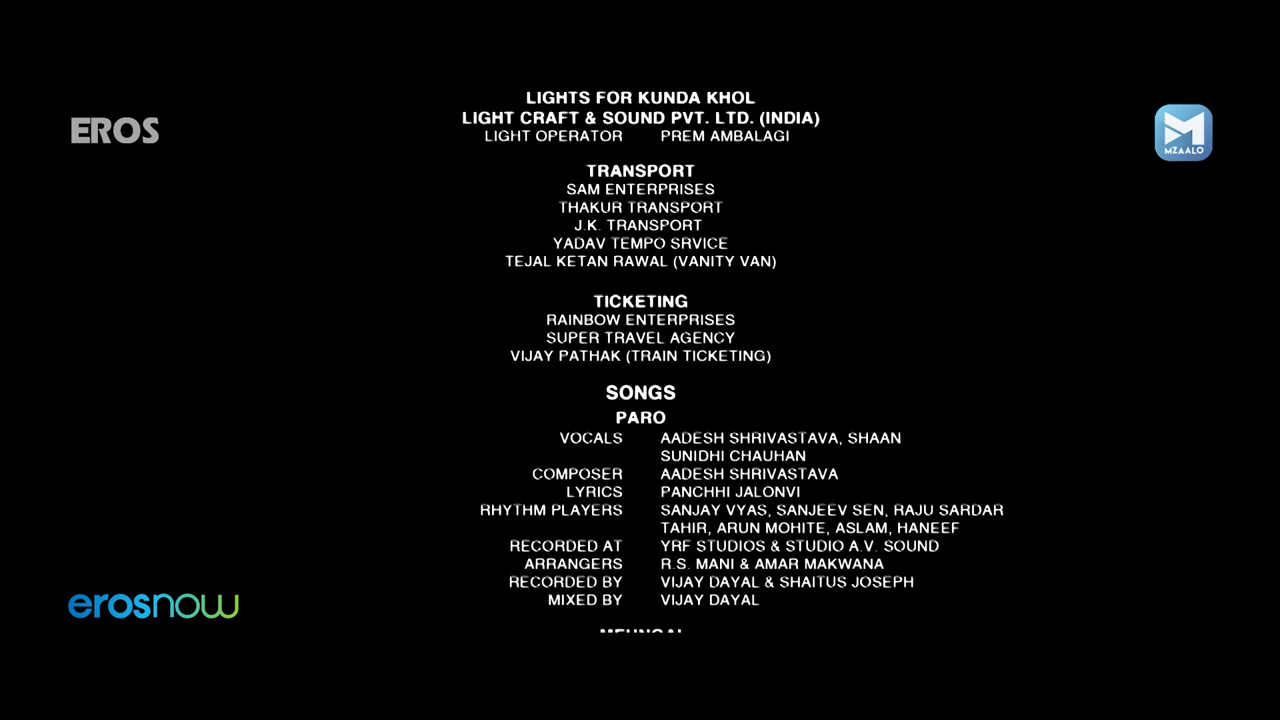 LIGHTS FOR KUNDA KHOL
LIGHT CRAFT & SOUND PVT. LTD. (INDIA)
LIGHT OPERATOR PREM AMBALAGI
EROS
MZAALO
TRANSPORT
SAM ENTERPRISES
THAKUR TRANSPORT
J.K. TRANSPORT
YADAV TEMPO SRVICE
TEJAL KETAN RAWAL (VANITY VAN)
TICKETING
RAINBOW ENTERPRISES
SUPER TRAVEL AGENCY
VIJAY PATHAK (TRAIN TICKETING)
SONGS
PARO
VOCALS AADESH SHRIVASTAVA, SHAAN
SUNIDHI CHAUHAN
COMPOSER AADESH SHRIVASTAVA
LYRICS PANCHHI JALONVI
RHYTHM PLAYERS SANJAY VYAS, SANJEEV SEN, RAJU SARDAR
TAHIR, ARUN MOHITE, ASLAM, HANEEF
RECORDED AT YRF STUDIOS & STUDIO A.V. SOUND
ARRANGERS R.S. MANI & AMAR MAKWANA
RECORDED BY VIJAY DAYAL & SHAITUS JOSEPH
MIXED BY VIJAY DAYAL
erosnow